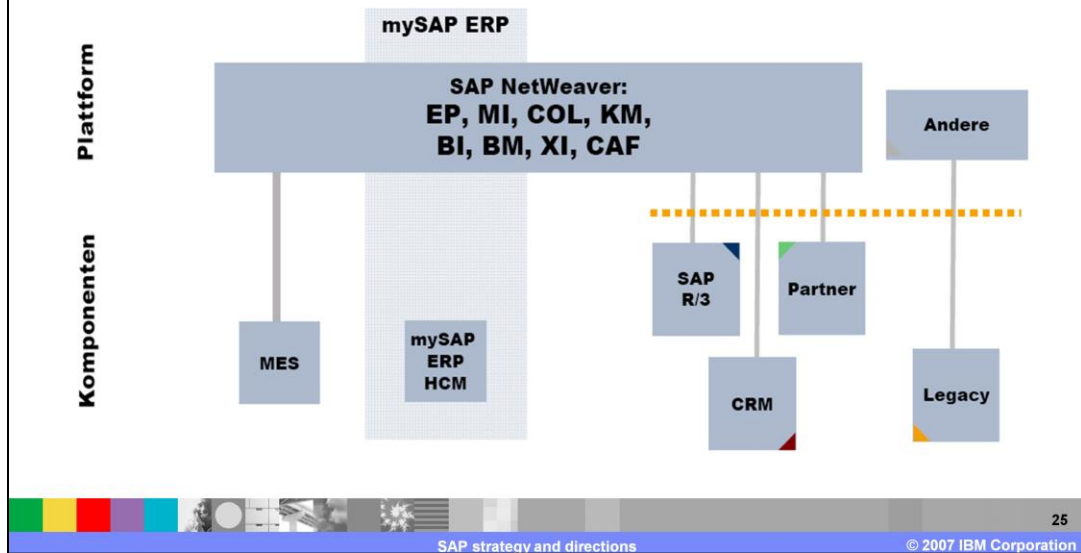 mySAP ERP
Plattform
SAP NetWeaver:
EP, MI, COL, KM,
BI, BM, XI, CAF
Andere
Komponenten
SAP
R/3
Partner
MES
mySAP
ERP
HCM
CRM
Legacy
25
SAP strategy and directions
© 2007 IBM Corporation